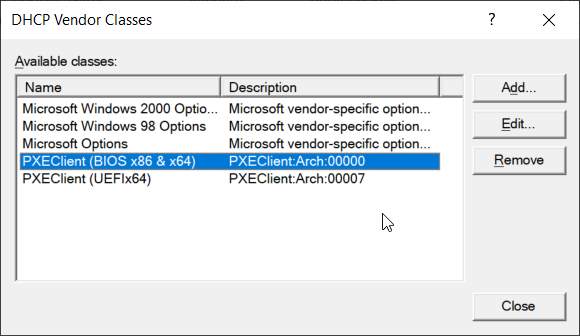 DHCP Vendor Classes
? ×
Available classes:
Name Description
Microsoft Windows 2000 Optio... Microsoft vendor-specific option...
Microsoft Windows 98 Options Microsoft vendor-specific option...
Microsoft Options Microsoft vendor-specific option...
PXEClient (BIOS x86 & x64) PXEClient:Arch:00000
PXEClient (UEFIx64) PXEClient:Arch:00007
Add...
Edit...
Remove
Close